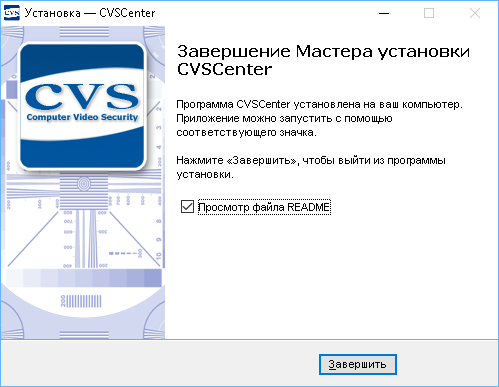 Установка — CVSCenter
CVS
Computer Video Security
Завершение Мастера установки
CVSCenter
Программа CVSCenter установлена на ваш компьютер.
Приложение можно запустить с помощью
соответствующего значка.
Нажмите «Завершить», чтобы выйти из программы
установки.
Просмотр файла README
Завершить